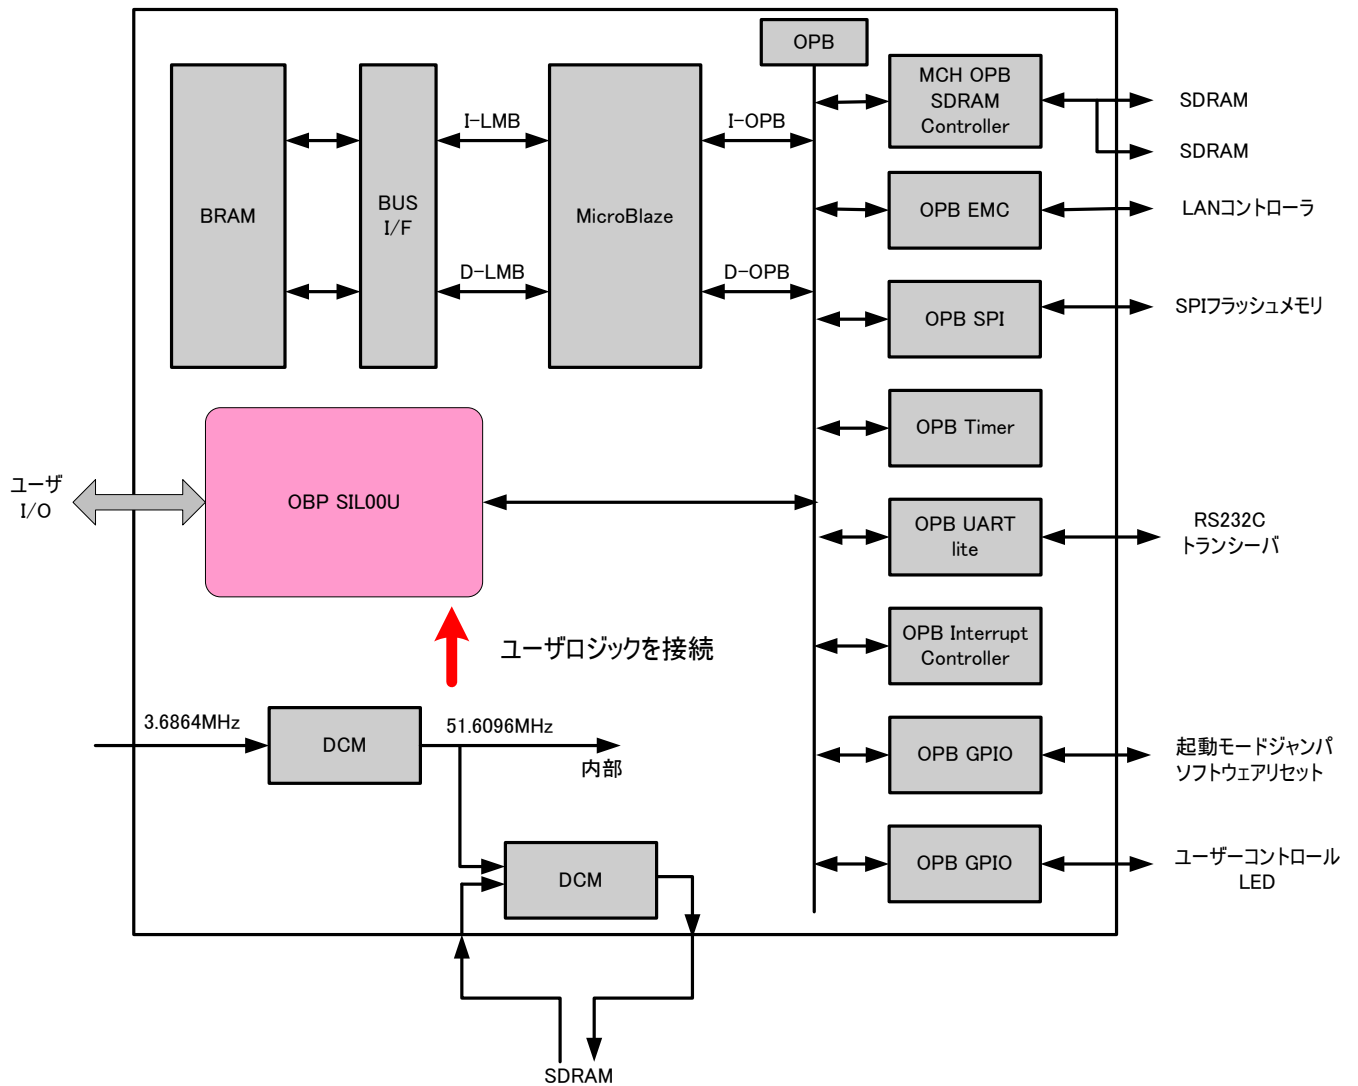 OPB
MCH OPB
SDRAM
Controller
SDRAM
SDRAM
I-LMB
I-OPB
BRAM
BUS
I/F
MicroBlaze
OPB EMC
LANコントローラ
D-LMB
D-OPB
OPB SPI
SPIフラッシュメモリ
OPB Timer
ユーザ
I/O
OBP SIL00U
OPB UART
lite
RS232C
トランシーバ
ユーザロジックを接続
OPB Interrupt
Controller
3.6864MHz
DCM
51.6096MHz
内部
OPB GPIO
起動モードジャンパ
ソフトウェアリセット
DCM
OPB GPIO
ユーザーコントロール
LED
SDRAM